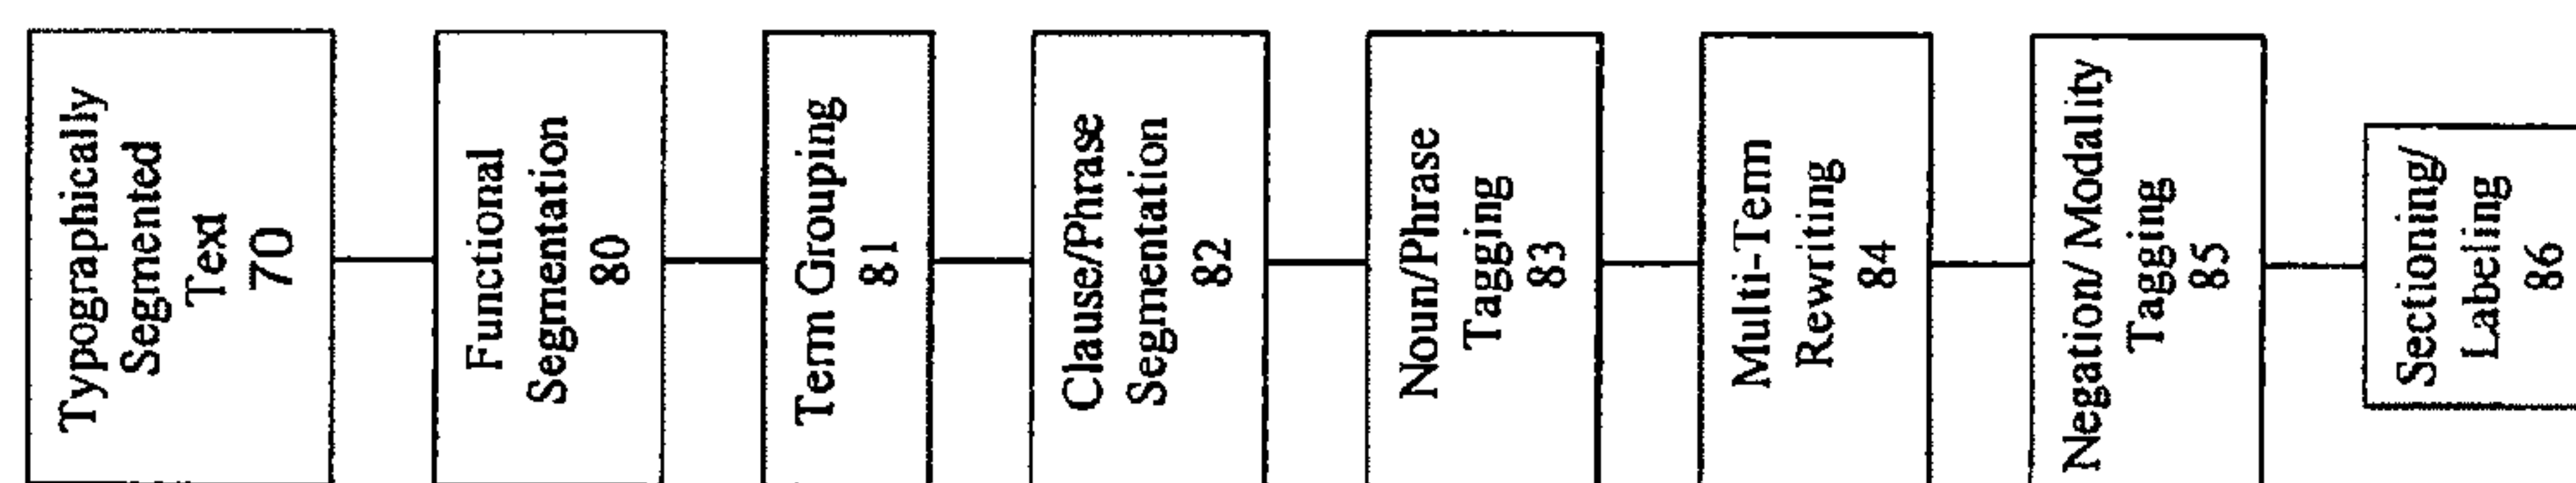 Typographically
Segmented
Text
70
Functional
Segmentation
80
Term Grouping
81
Clause/Phrase
Segmentation
82
Noun/Phrase
Tagging
83
Multi-Term
Rewriting
84
Negation/ Modality
Tagging
85
Sectioning/
Labeling
86